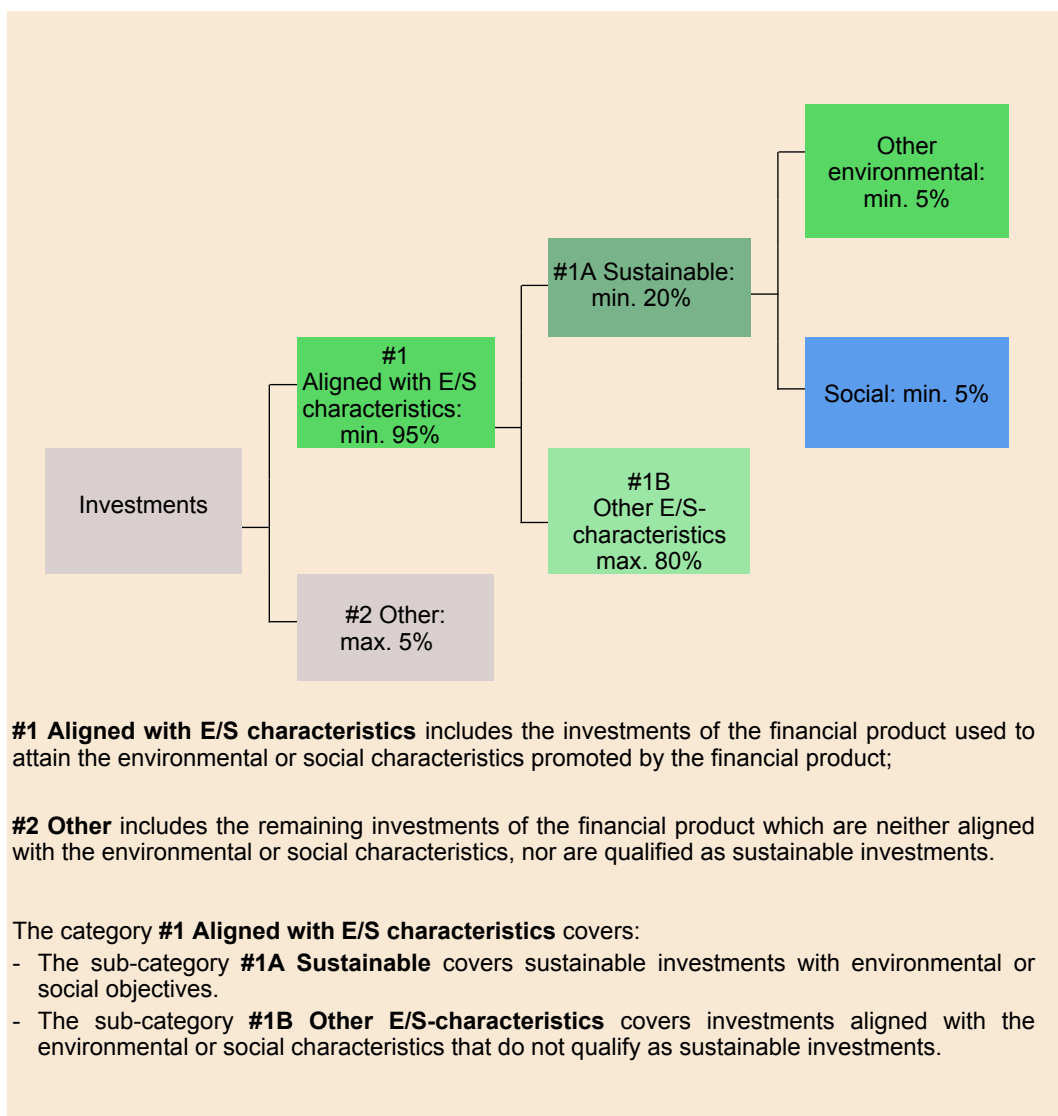 Other
environmental:
min. 5%
#1A Sustainable:
min. 20%
#1
Aligned with E/S
characteristics:
min. 95%
Social: min. 5%
Investments
#1B
Other E/S-
characteristics
max. 80%
#2 Other:
max. 5%
#1 Aligned with E/S characteristics includes the investments of the financial product used to
attain the environmental or social characteristics promoted by the financial product;
#2 Other includes the remaining investments of the financial product which are neither aligned
with the environmental or social characteristics, nor are qualified as sustainable investments.
The category #1 Aligned with E/S characteristics covers:
- The sub-category #1A Sustainable covers sustainable investments with environmental or
social objectives.
- The sub-category #1B Other E/S-characteristics covers investments aligned with the
environmental or social characteristics that do not qualify as sustainable investments.